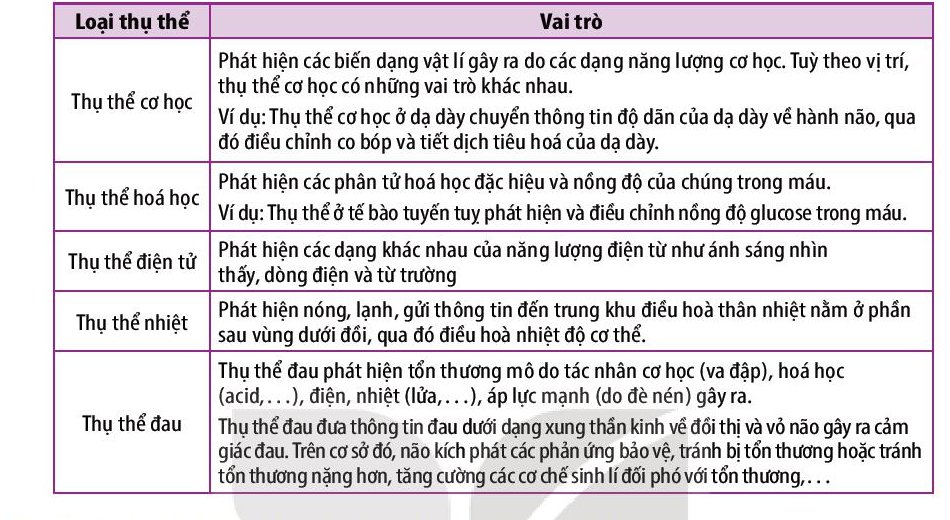 Loại thụ thể
Vai trò
Thụ thể cơ học
Phát hiện các biến dạng vật lí gây ra do các dạng năng lượng cơ học. Tuỳ theo vị trí,
thụ thể cơ học có những vai trò khác nhau.
Ví dụ: Thụ thể cơ học ở dạ dày chuyển thông tin độ dãn của dạ dày về hành não, qua
đó điều chỉnh co bóp và tiết dịch tiêu hoá của dạ dày.
Thụ thể hoá học
Phát hiện các phân tử hoá học đặc hiệu và nồng độ của chúng trong máu.
Ví dụ: Thụ thể ở tế bào tuyến tuỵ phát hiện và điều chỉnh nồng độ glucose trong máu.
Thụ thể điện tử
Phát hiện các dạng khác nhau của năng lượng điện từ như ánh sáng nhìn
thấy, dòng điện và từ trường
Thụ thể nhiệt
Phát hiện nóng, lạnh, gửi thông tin đến trung khu điều hoà thân nhiệt nằm ở phần
sau vùng dưới đồi, qua đó điều hoà nhiệt độ cơ thể.
Thụ thể đau
Thụ thể đau phát hiện tổn thương mô do tác nhân cơ học (va đập), hoá học
(acid,...), điện, nhiệt (lửa,...), áp lực mạnh (do đè nén) gây ra.
Thụ thể đau đưa thông tin đau dưới dạng xung thần kinh về đồi thị và vỏ não gây ra cảm
giác đau. Trên cơ sở đó, não kích phát các phản ứng bảo vệ, tránh bị tổn thương hoặc tránh
tổn thương nặng hơn, tăng cường các cơ chế sinh lí đối phó với tổn thương,...